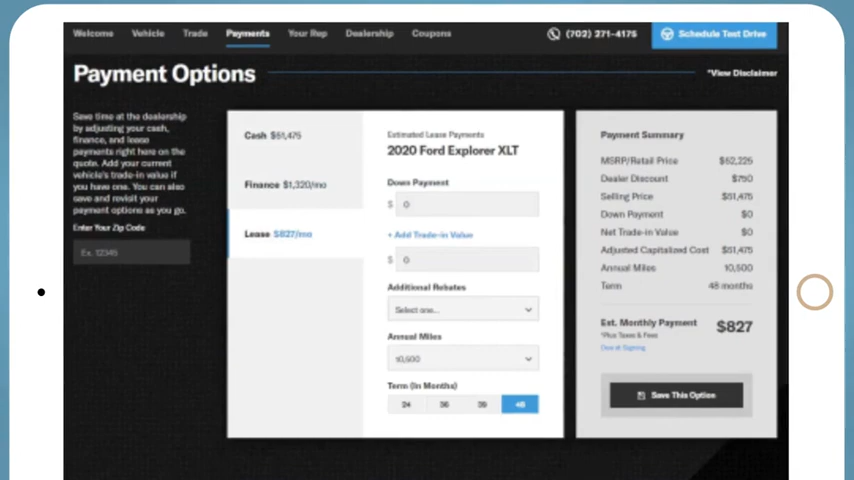 Welcome Vehicle Trade Payments Your Rep Dealership Coupons (702) 271-4175 Schedule Test Drive
Payment Options
*View Disclaimer
Save time at the dealership
by adjusting your cash,
finance, and lease
payments right here on the
quote. Add your current
vehicle's trade-in value if
you have one. You can also
save and revisit your
payment options as you go.
Enter Your Zip Code
Ex. 12345
Cash $51,475
Finance $1,320/mo
Lease $827/mo
Estimated Lease Payments
2020 Ford Explorer XLT
Down Payment
$ 0
+ Add Trade-in Value
$ 0
Additional Rebates
Select one...
Annual Miles
10,500
Term (In Months)
24 36 39 48
Payment Summary
MSRP/Retail Price $52,225
Dealer Discount $750
Selling Price $51,475
Down Payment $0
Net Trade-in Value $0
Adjusted Capitalized Cost $51,475
Annual Miles 10,500
Term 48 months
Est. Monthly Payment $827
*Plus Taxes & Fees
Due at Signing
Save This Option